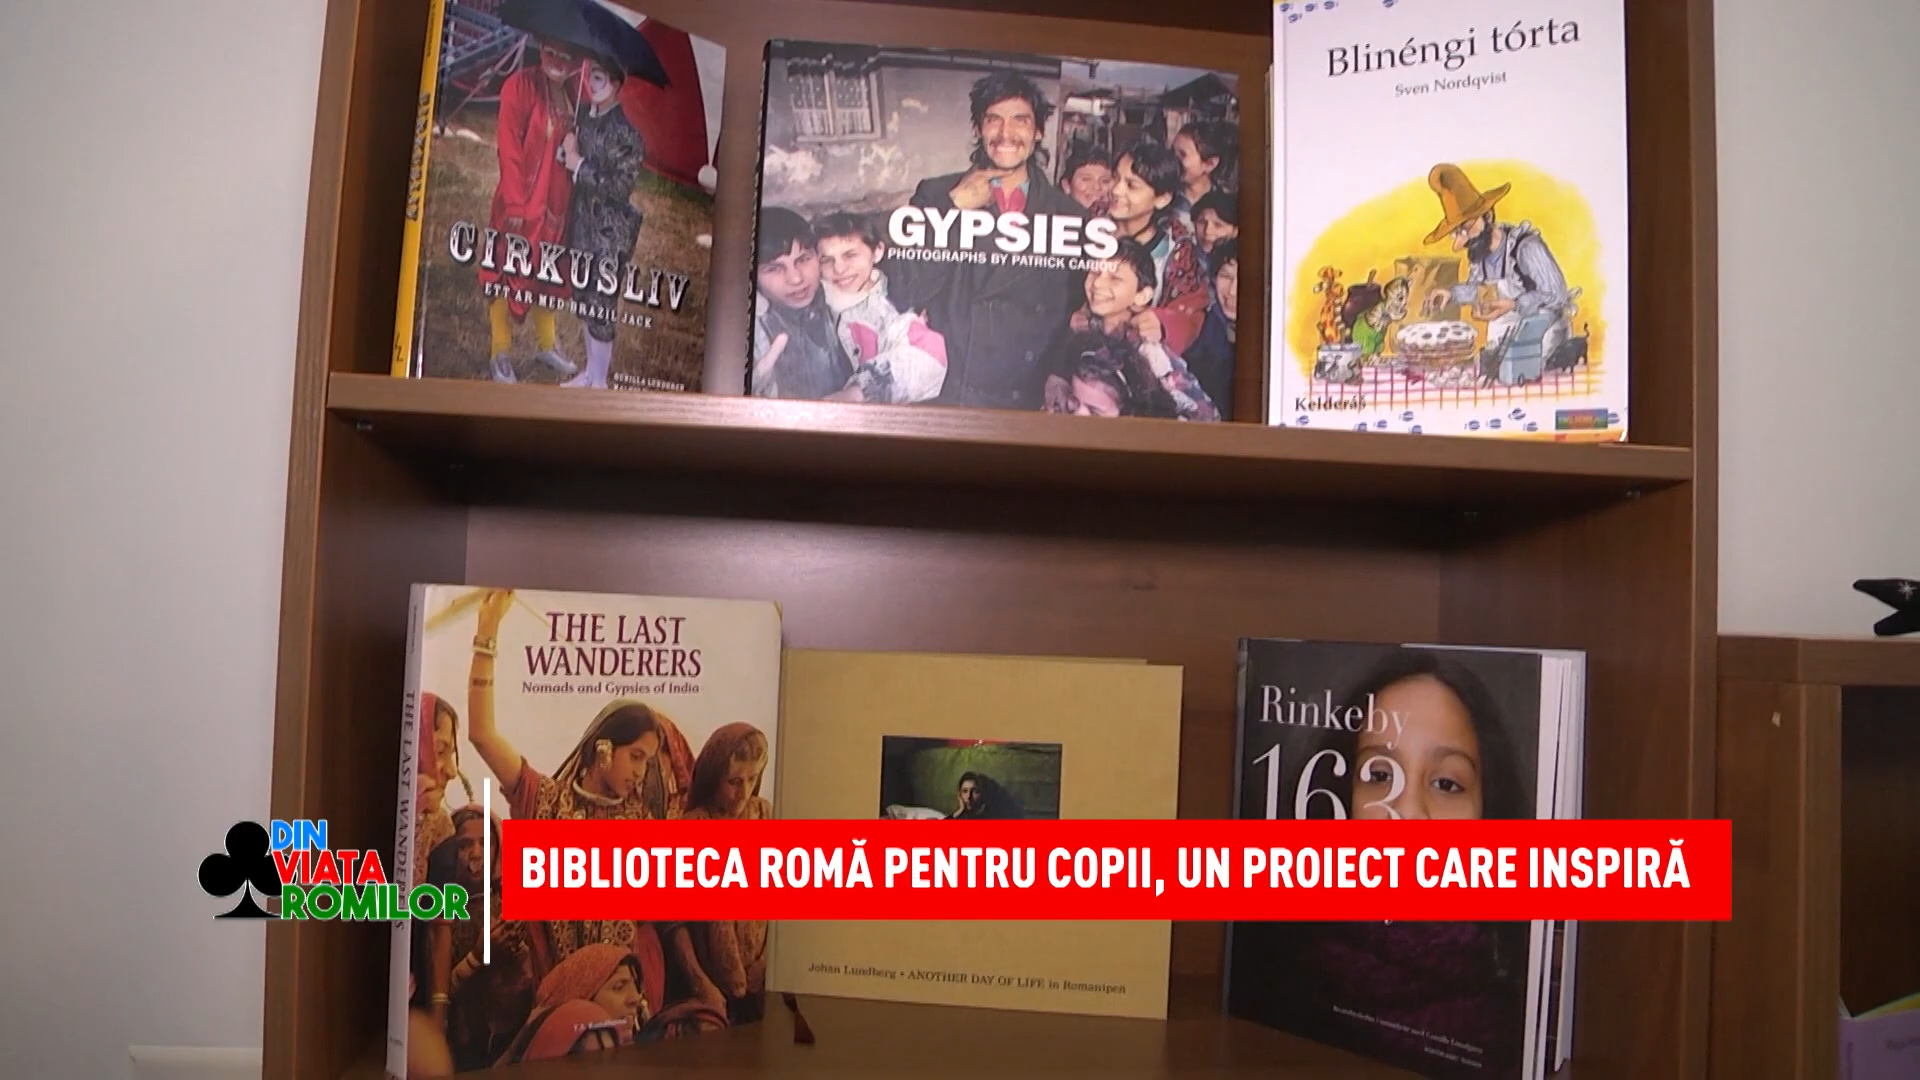 CIRKUSLIV
ETT ÅR MED BRAZIL JACK
GUNILLA LUNDGREN
GYPSIES
PHOTOGRAPHS BY PATRICK CARIOU
Blinéngi tórta
Sven Nordqvist
Kelderáš
THE LAST
WANDERERS
Nomads and Gypsies of India
THE LAST WANDERERS
Johan Lundberg • ANOTHER DAY OF LIFE in Romanipen
Rinkeby
163
DIN
VIATA
ROMILOR
BIBLIOTECA ROMĂ PENTRU COPII, UN PROIECT CARE INSPIRĂ